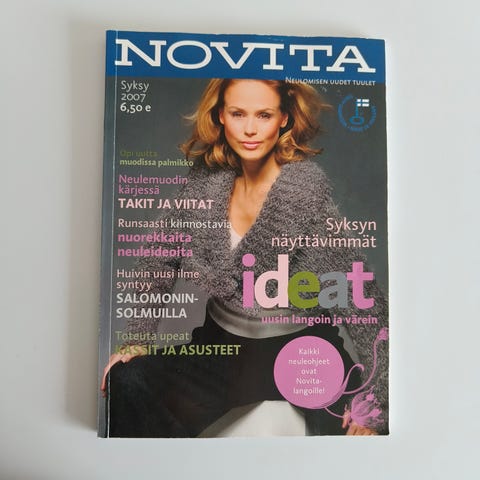 NOVITA
NEULOMISEN UUDET TUULET
Syksy
2007
6,50 e
Opi uutta
muodissa palmikko
Neulemuodin
kärjessä
TAKIT JA VIITAT
Runsaasti kiinnostavia
nuorekkaita
neuleideoita
Huivin uusi ilme
syntyy
SALOMONIN-
SOLMUILLA
Toteuta upeat
KASSIT JA ASUSTEET
Syksyn
näyttävimmät
ideat
uusin langoin ja värein
Kaikki
neuleohjeet
ovat
Novita-
langoille!